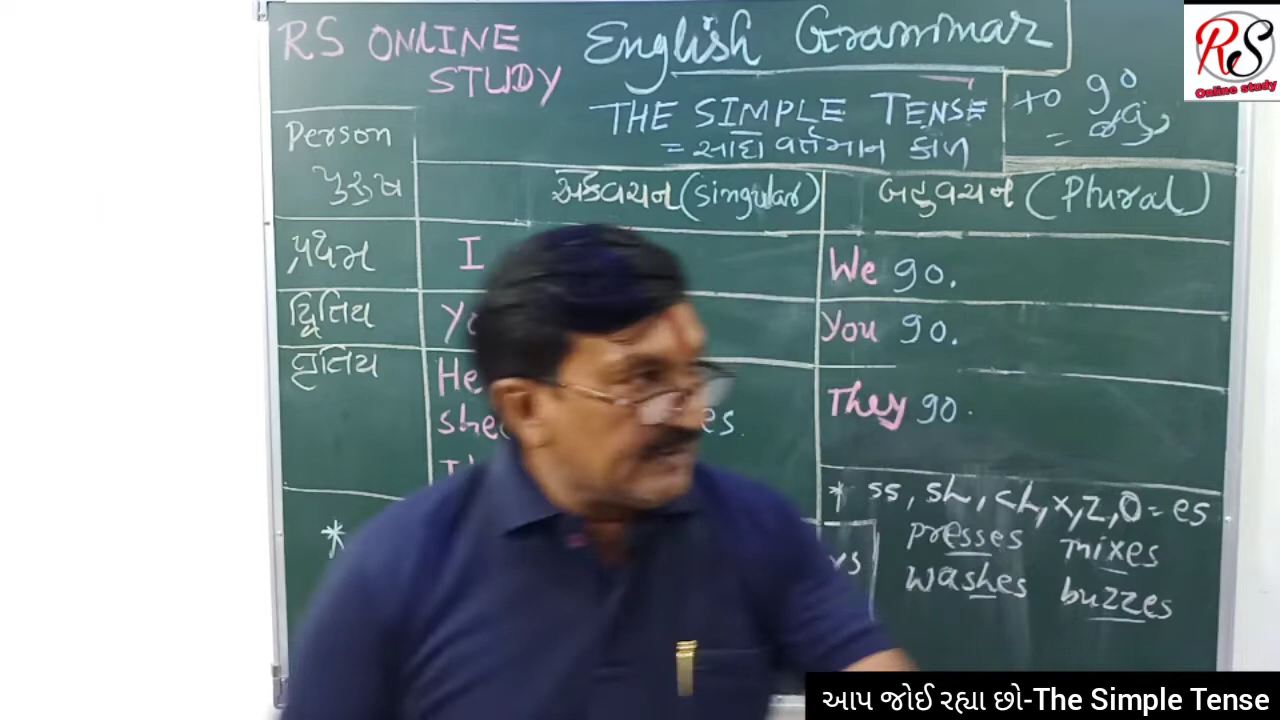 RS ONLINE STUDY
English Grammar
THE SIMPLE TENSE
= સાદો વર્તમાન કાળ
to go
= જવું
Person
પુરુષ
એકવચન (Singular)
બહુવચન (Plural)
પ્રથમ I
We go.
દ્વિતિય
You go.
તૃતિય He
She
They go.
* ss, sh, ch, x, z, o = es
presses mixes
washes buzzes
*
RS
Online study
આપ જોઈ રહ્યા છો-The Simple Tense